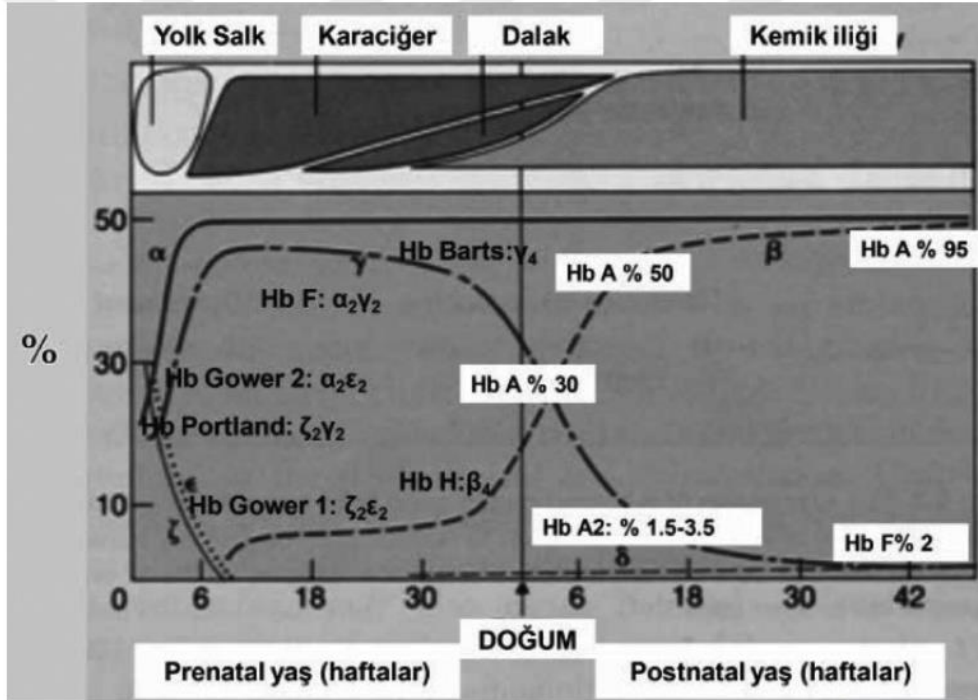 Yolk Salk
Karaciğer
Dalak
Kemik iliği
50
α
Hb Barts:γ₄
β
Hb A % 95
γ
Hb A % 50
Hb F: α₂γ₂
%
30
Hb Gower 2: α₂ε₂
Hb A % 30
Hb Portland: ζ₂γ₂
ε
Hb H:β₄
10
Hb Gower 1: ζ₂ε₂
Hb A2: % 1.5-3.5
ζ
Hb F% 2
δ
0 6 18 30 6 18 30 42
DOĞUM
Prenatal yaş (haftalar)
Postnatal yaş (haftalar)